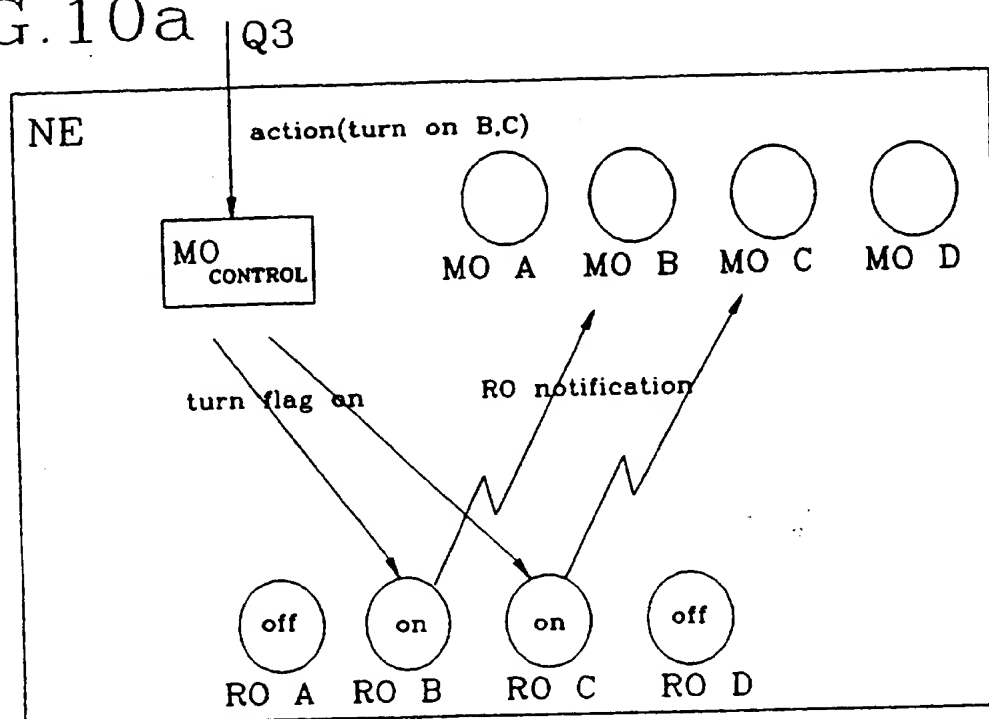 G.10a
Q3
NE
action(turn on B,C)
MO CONTROL
MO A MO B MO C MO D
turn flag on
RO notification
off on on off
RO A RO B RO C RO D